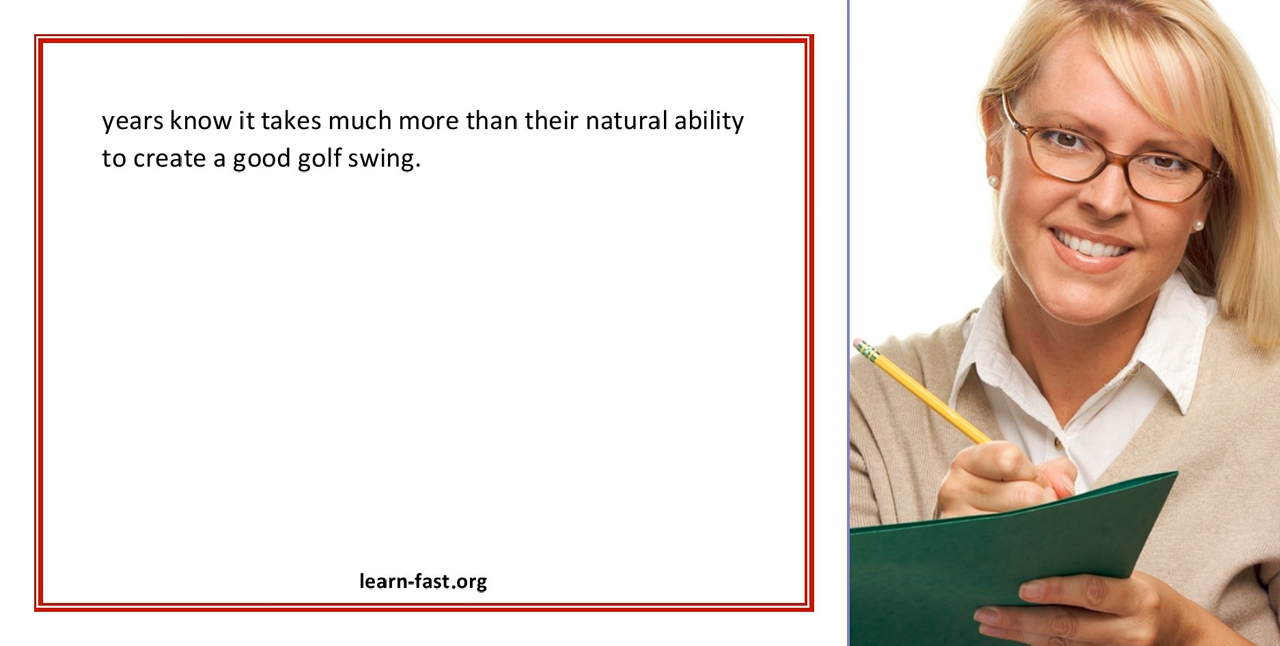 years know it takes much more than their natural ability
to create a good golf swing.
learn-fast.org